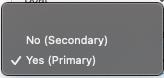 No (Secondary)
✓ Yes (Primary)